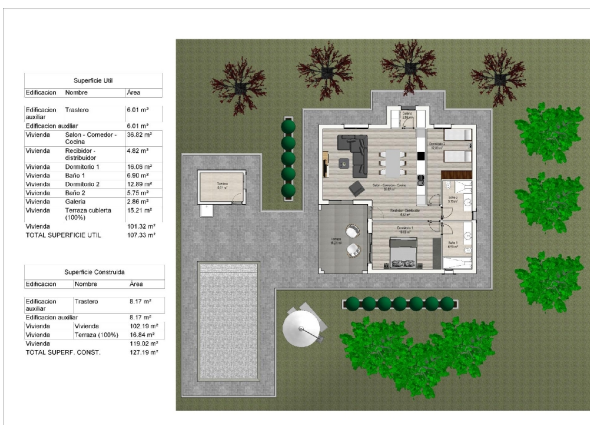 Superficie Util
Edificacion Nombre Área
Edificacion auxiliar Trastero 6.01 m²
Edificacion auxiliar 6.01 m²
Vivienda Salon - Comedor - Cocina 36.82 m²
Vivienda Recibidor - distribuidor 4.82 m²
Vivienda Dormitorio 1 16.08 m²
Vivienda Baño 1 6.90 m²
Vivienda Dormitorio 2 12.89 m²
Vivienda Baño 2 5.75 m²
Vivienda Galeria 2.86 m²
Vivienda Terraza cubierta (100%) 15.21 m²
Vivienda 101.32 m²
TOTAL SUPERFICIE UTIL 107.33 m²
Superficie Construida
Edificacion Nombre Área
Edificacion auxiliar Trastero 8.17 m²
Edificacion auxiliar 8.17 m²
Vivienda Vivienda 102.19 m²
Vivienda Terraza (100%) 16.84 m²
Vivienda 119.02 m²
TOTAL SUPERF. CONST. 127.19 m²